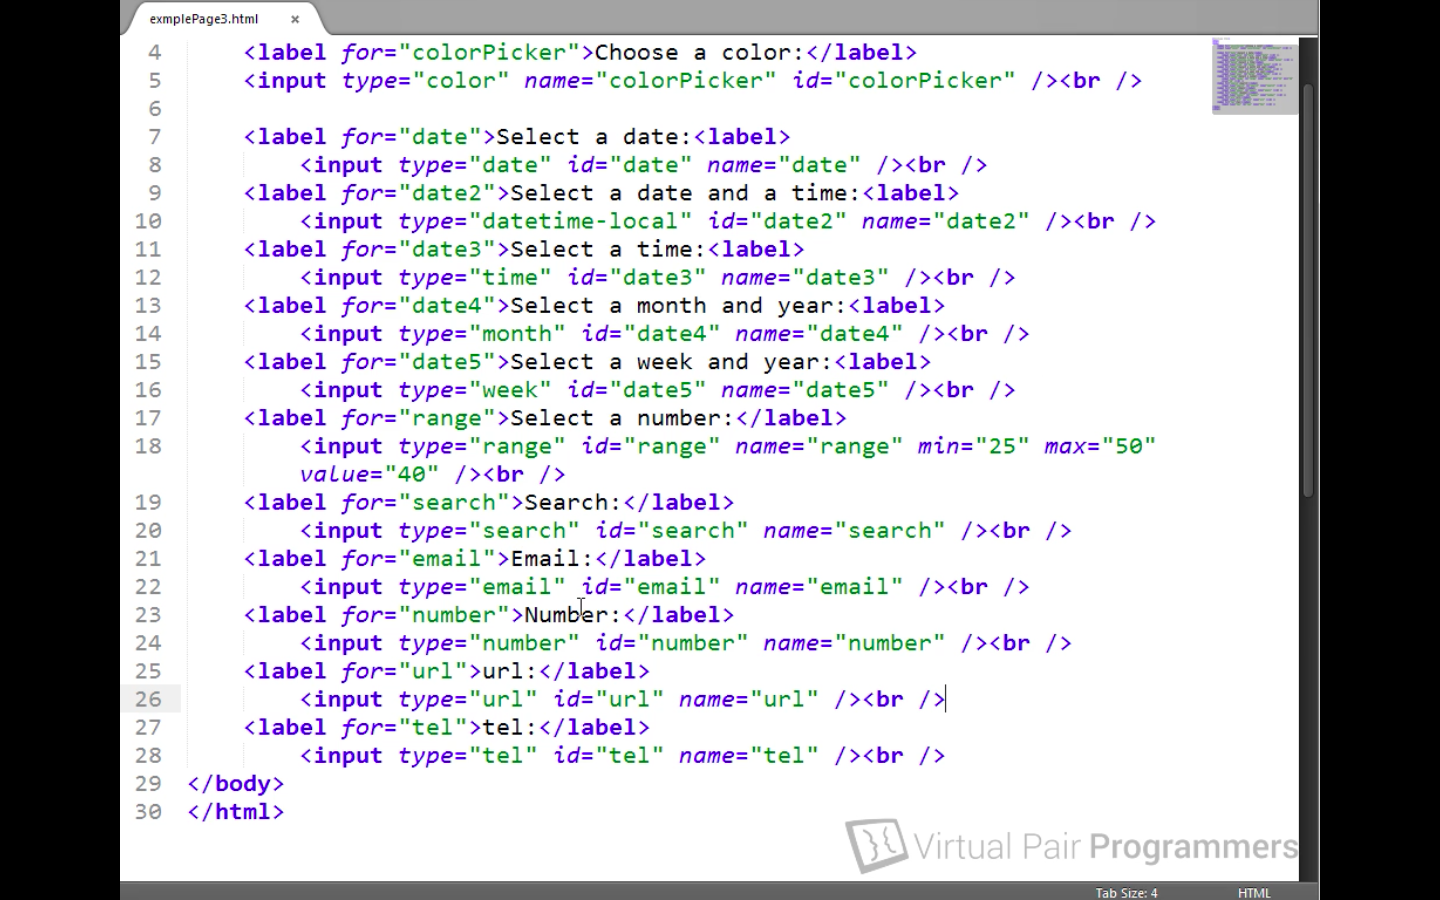 exmplePage3.html ×
4 <label for="colorPicker">Choose a color:</label>
5 <input type="color" name="colorPicker" id="colorPicker" /><br />
6
7 <label for="date">Select a date:<label>
8 <input type="date" id="date" name="date" /><br />
9 <label for="date2">Select a date and a time:<label>
10 <input type="datetime-local" id="date2" name="date2" /><br />
11 <label for="date3">Select a time:<label>
12 <input type="time" id="date3" name="date3" /><br />
13 <label for="date4">Select a month and year:<label>
14 <input type="month" id="date4" name="date4" /><br />
15 <label for="date5">Select a week and year:<label>
16 <input type="week" id="date5" name="date5" /><br />
17 <label for="range">Select a number:</label>
18 <input type="range" id="range" name="range" min="25" max="50"
value="40" /><br />
19 <label for="search">Search:</label>
20 <input type="search" id="search" name="search" /><br />
21 <label for="email">Email:</label>
22 <input type="email" id="email" name="email" /><br />
23 <label for="number">Number:</label>
24 <input type="number" id="number" name="number" /><br />
25 <label for="url">url:</label>
26 <input type="url" id="url" name="url" /><br />
27 <label for="tel">tel:</label>
28 <input type="tel" id="tel" name="tel" /><br />
29 </body>
30 </html>
Virtual Pair Programmers
Tab Size: 4 HTML